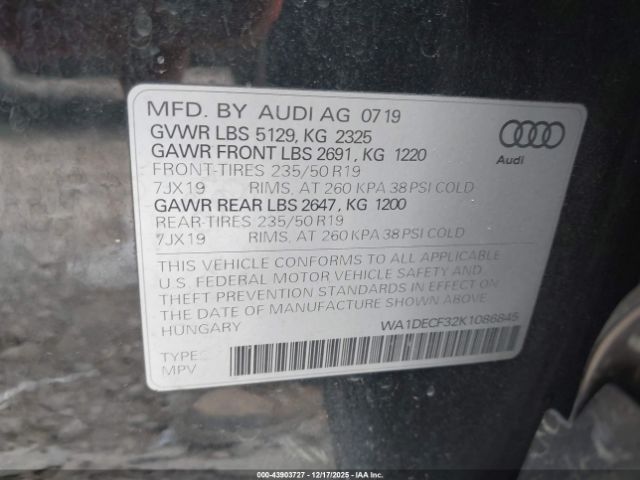 MFD. BY AUDI AG 07 19
GVWR LBS 5129, KG 2325
GAWR FRONT LBS 2691, KG 1220
FRONT-TIRES 235/50 R19
7JX19 RIMS, AT 260 KPA 38 PSI COLD
GAWR REAR LBS 2647, KG 1200
REAR-TIRES 235/50 R19
7JX19 RIMS, AT 260 KPA 38 PSI COLD
Audi
THIS VEHICLE CONFORMS TO ALL APPLICABLE
U.S. FEDERAL MOTOR VEHICLE SAFETY AND
THEFT PREVENTION STANDARDS IN EFFECT ON
THE DATE OF MANUFACTURE SHOWN ABOVE.
HUNGARY
WA1DECF32K1086845
TYPE:
MPV
00-43903727 - 12/17/2025 - IAA Inc.